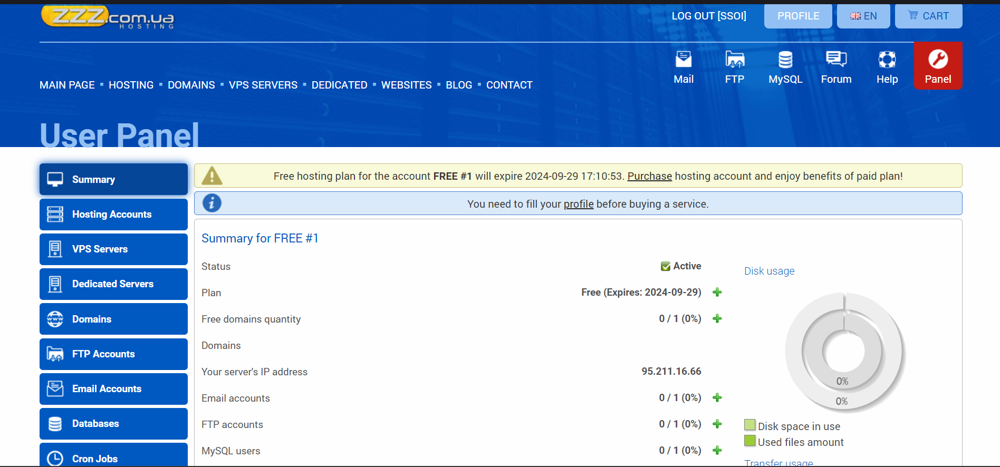 ZZZ.com.ua
HOSTING
LOG OUT [SSOI]
PROFILE
EN
CART
Mail
FTP
MySQL
Forum
Help
Panel
MAIN PAGE ▪ HOSTING ▪ DOMAINS ▪ VPS SERVERS ▪ DEDICATED ▪ WEBSITES ▪ BLOG ▪ CONTACT
User Panel
Summary
Hosting Accounts
VPS Servers
Dedicated Servers
www
Domains
FTP Accounts
Email Accounts
Databases
Cron Jobs
Free hosting plan for the account FREE #1 will expire 2024-09-29 17:10:53. Purchase hosting account and enjoy benefits of paid plan!
You need to fill your profile before buying a service.
Summary for FREE #1
Status Active
Plan Free (Expires: 2024-09-29)
Free domains quantity 0 / 1 (0%)
Domains
Your server's IP address 95.211.16.66
Email accounts 0 / 1 (0%)
FTP accounts 0 / 1 (0%)
MySQL users 0 / 1 (0%)
Disk usage
0%
0%
Disk space in use
Used files amount
Transfer usage